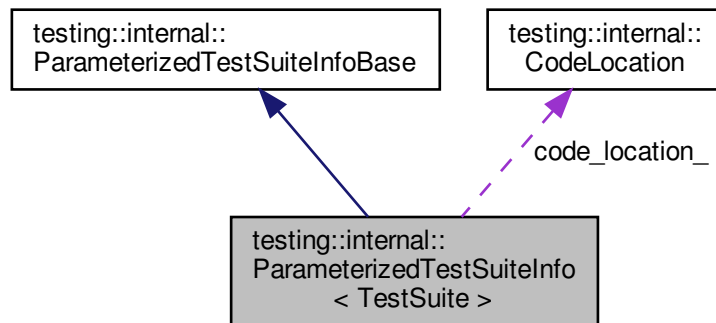 testing::internal::
ParameterizedTestSuiteInfoBase
testing::internal::
CodeLocation
code_location_
testing::internal::
ParameterizedTestSuiteInfo
< TestSuite >